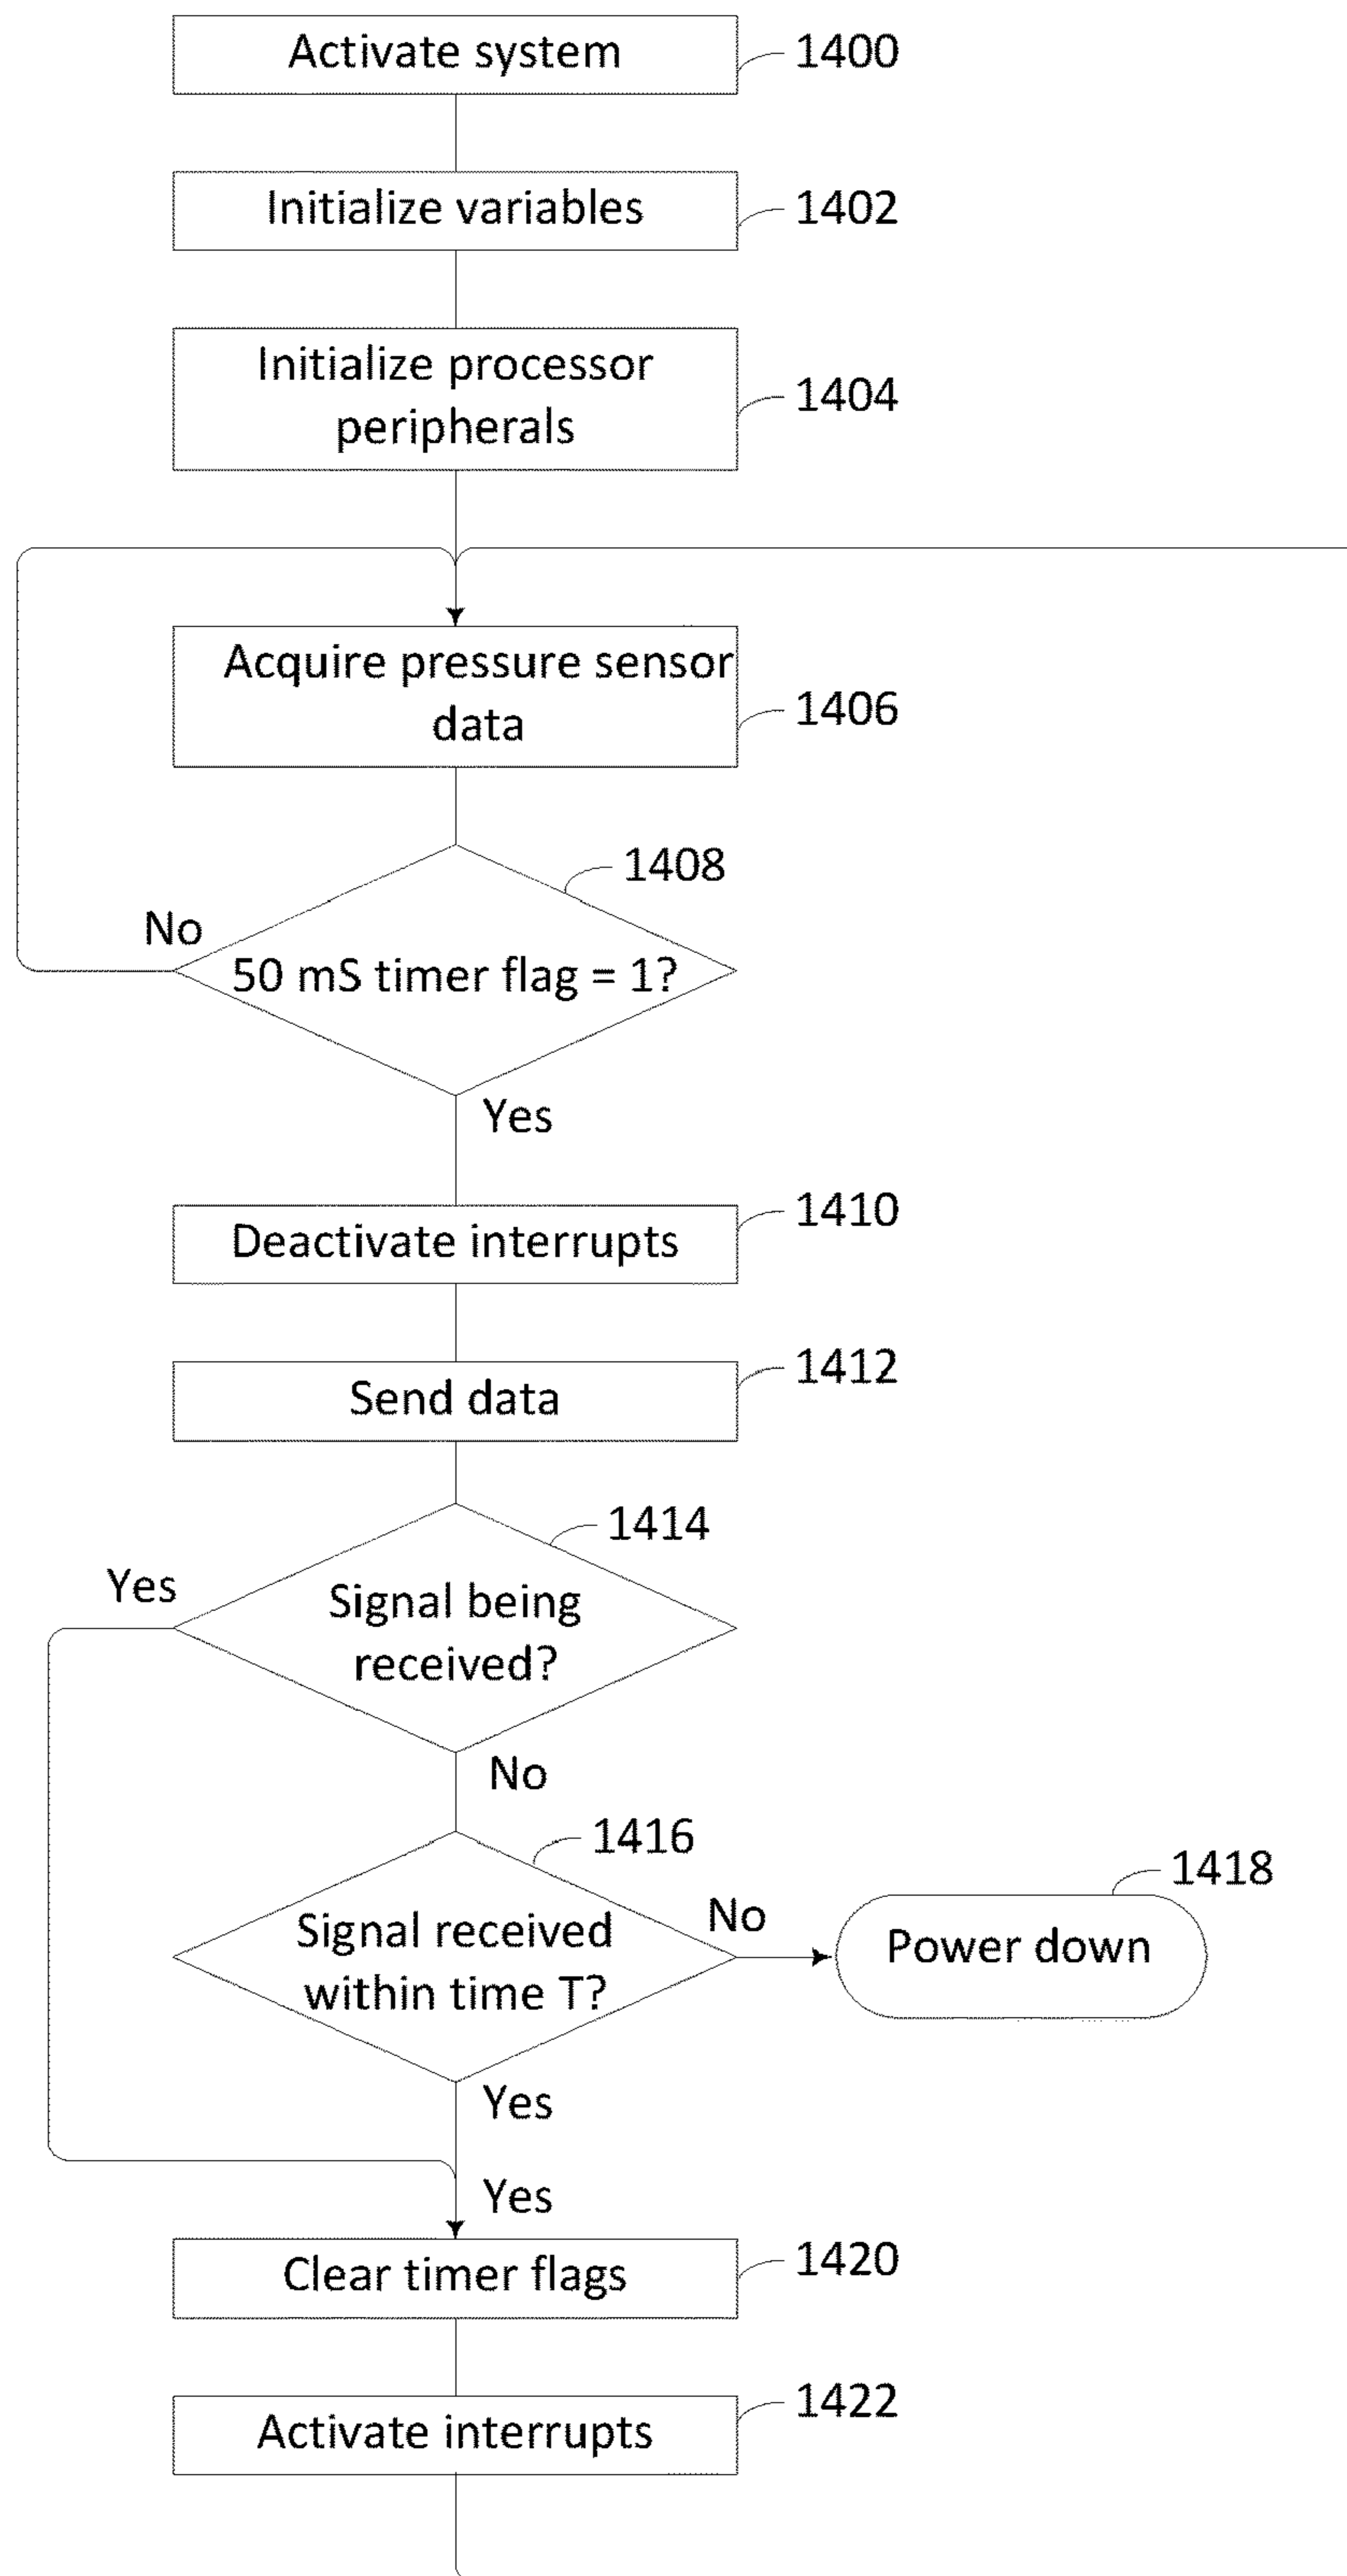 Activate system
1400
Initialize variables
1402
Initialize processor
peripherals
1404
Acquire pressure sensor
data
1406
1408
No
50 mS timer flag = 1?
Yes
1410
Deactivate interrupts
1412
Send data
1414
Yes
Signal being
received?
No
1416
1418
Signal received
within time T?
No
Power down
Yes
Yes
Clear timer flags
1420
1422
Activate interrupts